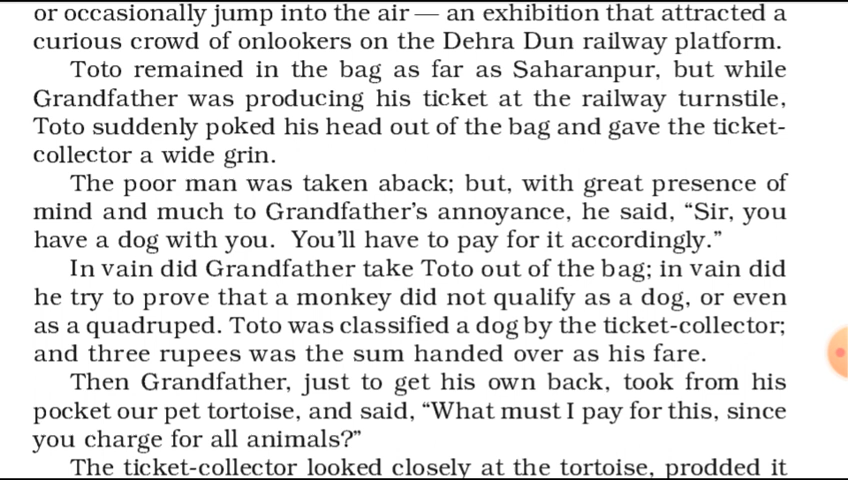 or occasionally jump into the air — an exhibition that attracted a
curious crowd of onlookers on the Dehra Dun railway platform.
Toto remained in the bag as far as Saharanpur, but while
Grandfather was producing his ticket at the railway turnstile,
Toto suddenly poked his head out of the bag and gave the ticket-
collector a wide grin.
The poor man was taken aback; but, with great presence of
mind and much to Grandfather’s annoyance, he said, “Sir, you
have a dog with you.  You’ll have to pay for it accordingly.”
In vain did Grandfather take Toto out of the bag; in vain did
he try to prove that a monkey did not qualify as a dog, or even
as a quadruped. Toto was classified a dog by the ticket-collector;
and three rupees was the sum handed over as his fare.
Then Grandfather, just to get his own back, took from his
pocket our pet tortoise, and said, “What must I pay for this, since
you charge for all animals?”
The ticket-collector looked closely at the tortoise, prodded it